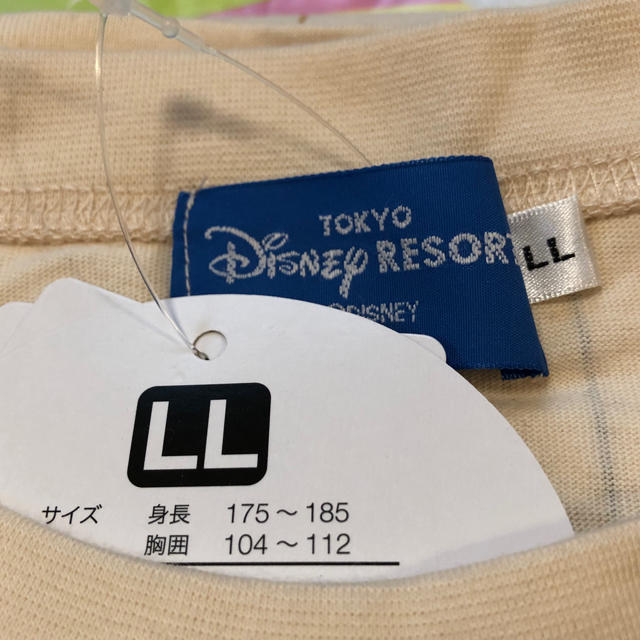 TOKYO
Disney RESORT
©DISNEY
LL
LL
サイズ 身長 175～185
胸囲 104～112